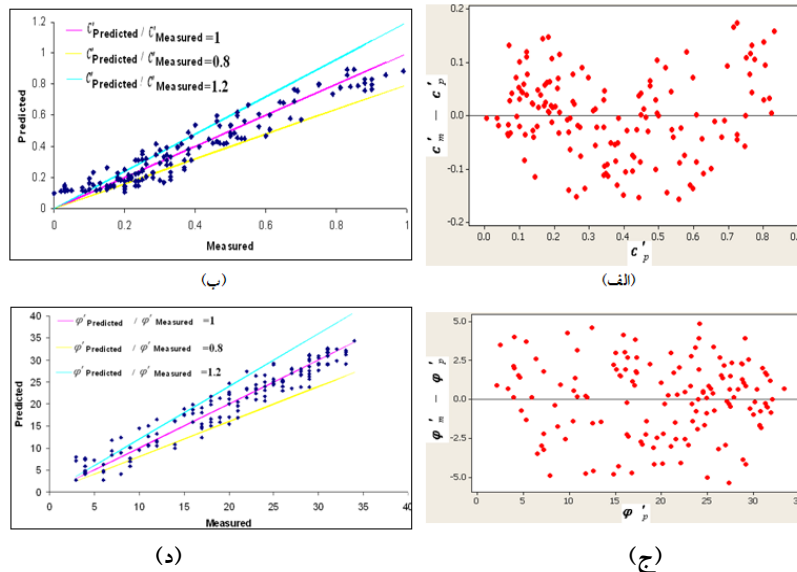 C'Predicted / C'Measured =1
C'Predicted / C'Measured =0.8
C'Predicted / C'Measured =1.2
Predicted
1.2
1
0.8
0.6
0.4
0.2
0
0 0.2 0.4 0.6 0.8 1
Measured
(ب)
c'm − c'p
0.2
0.1
0.0
-0.1
-0.2
0.0 0.1 0.2 0.3 0.4 0.5 0.6 0.7 0.8 0.9
c'p
(الف)
φ' Predicted / φ' Measured =1
φ' Predicted / φ' Measured =0.8
φ' Predicted / φ' Measured =1.2
Predicted
40
35
30
25
20
15
10
5
0
0 5 10 15 20 25 30 35 40
Measured
(د)
φ'm − φ'p
5.0
2.5
0.0
-2.5
-5.0
0 5 10 15 20 25 30
φ'p
(ج)